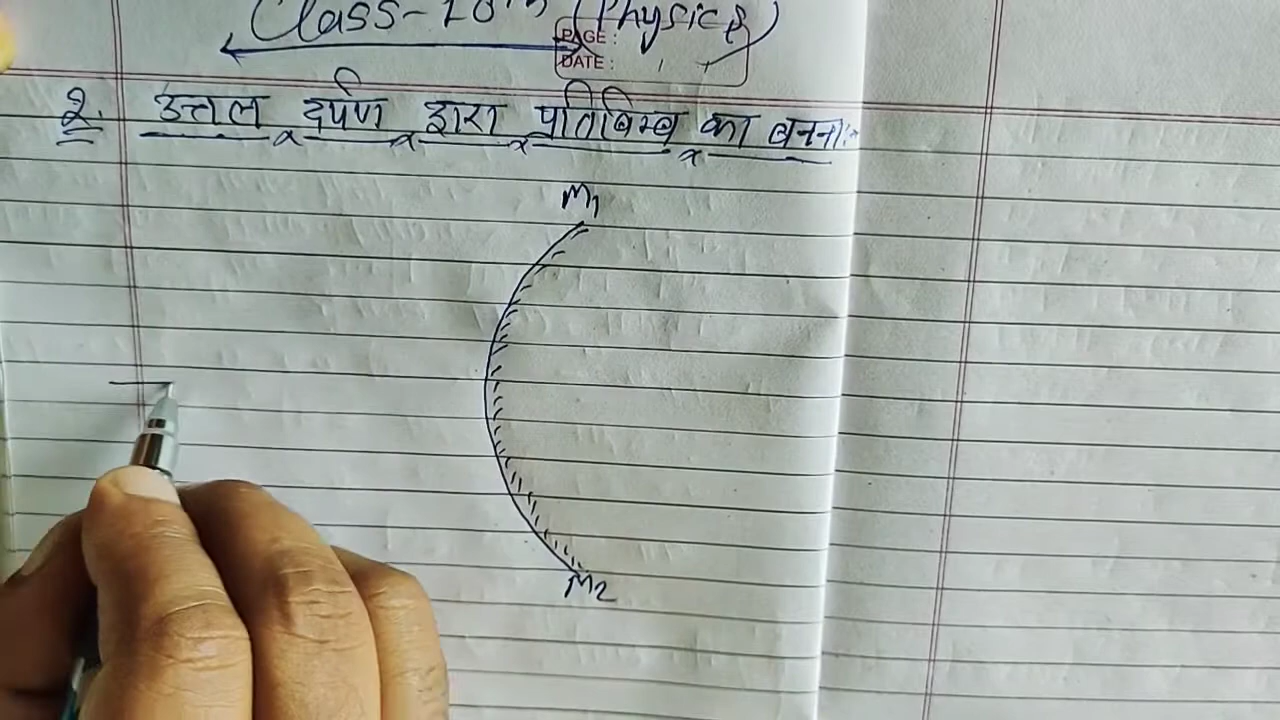 Class-10th (Physics)
PAGE :
DATE :
2. उत्तल दर्पण द्वारा प्रतिबिम्ब का बनना:-
M1
M2